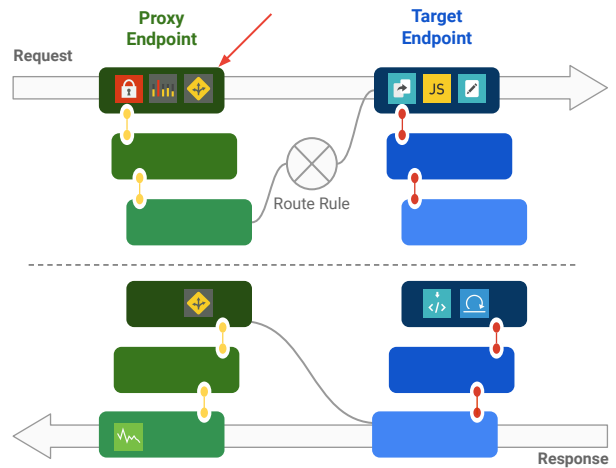 Proxy
Endpoint
Target
Endpoint
Request
JS
Route Rule
</>
Response